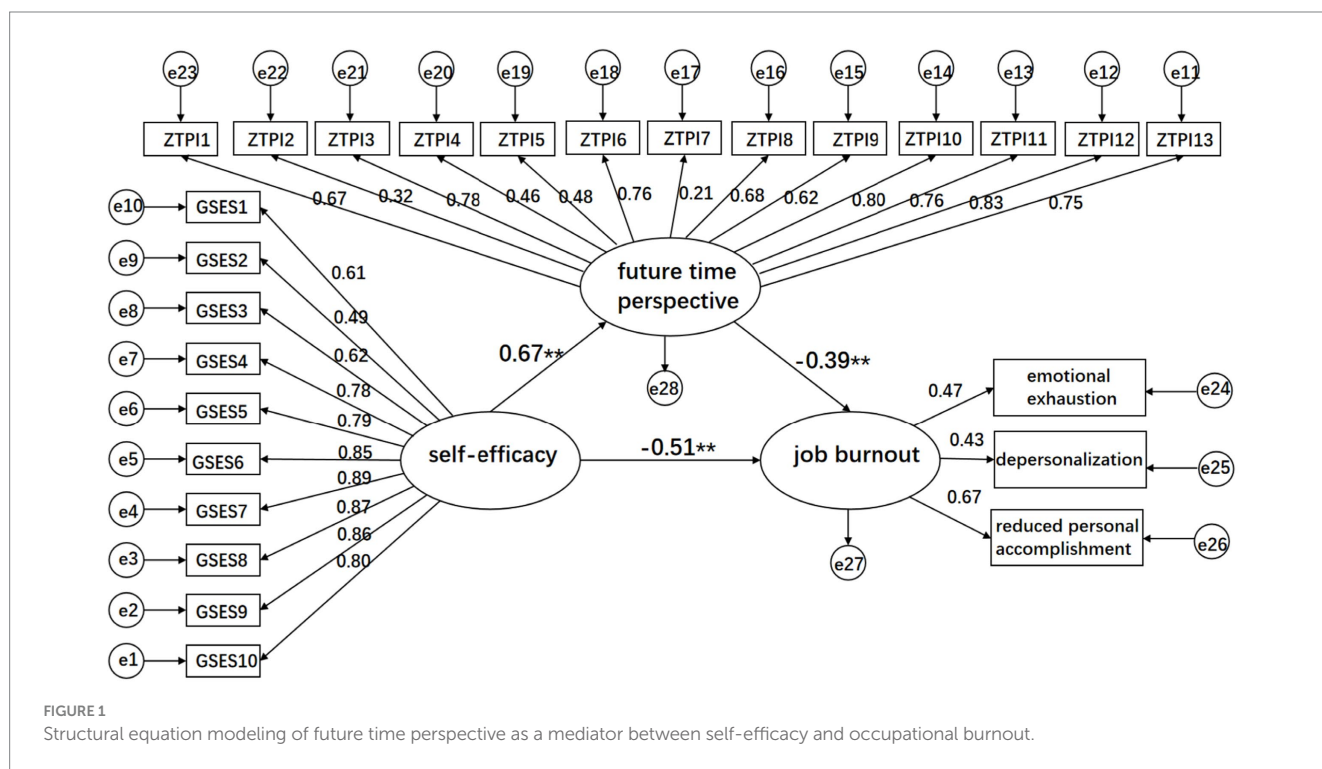 e23 e22 e21 e20 e19 e18 e17 e16 e15 e14 e13 e12 e11
ZTPI1 ZTPI2 ZTPI3 ZTPI4 ZTPI5 ZTPI6 ZTPI7 ZTPI8 ZTPI9 ZTPI10 ZTPI11 ZTPI12 ZTPI13
0.67 0.32 0.78 0.46 0.48 0.76 0.21 0.68 0.62 0.80 0.76 0.83 0.75
e10 GSES1
e9 GSES2
e8 GSES3
e7 GSES4
e6 GSES5
e5 GSES6
e4 GSES7
e3 GSES8
e2 GSES9
e1 GSES10
0.61
0.49
0.62
0.78
0.79
0.85
0.89
0.87
0.86
0.80
future time
perspective
0.67**
e28
-0.39**
self-efficacy
-0.51**
job burnout
e27
0.47
0.43
0.67
emotional
exhaustion
e24
depersonalization
e25
reduced personal
accomplishment
e26
FIGURE 1
Structural equation modeling of future time perspective as a mediator between self-efficacy and occupational burnout.